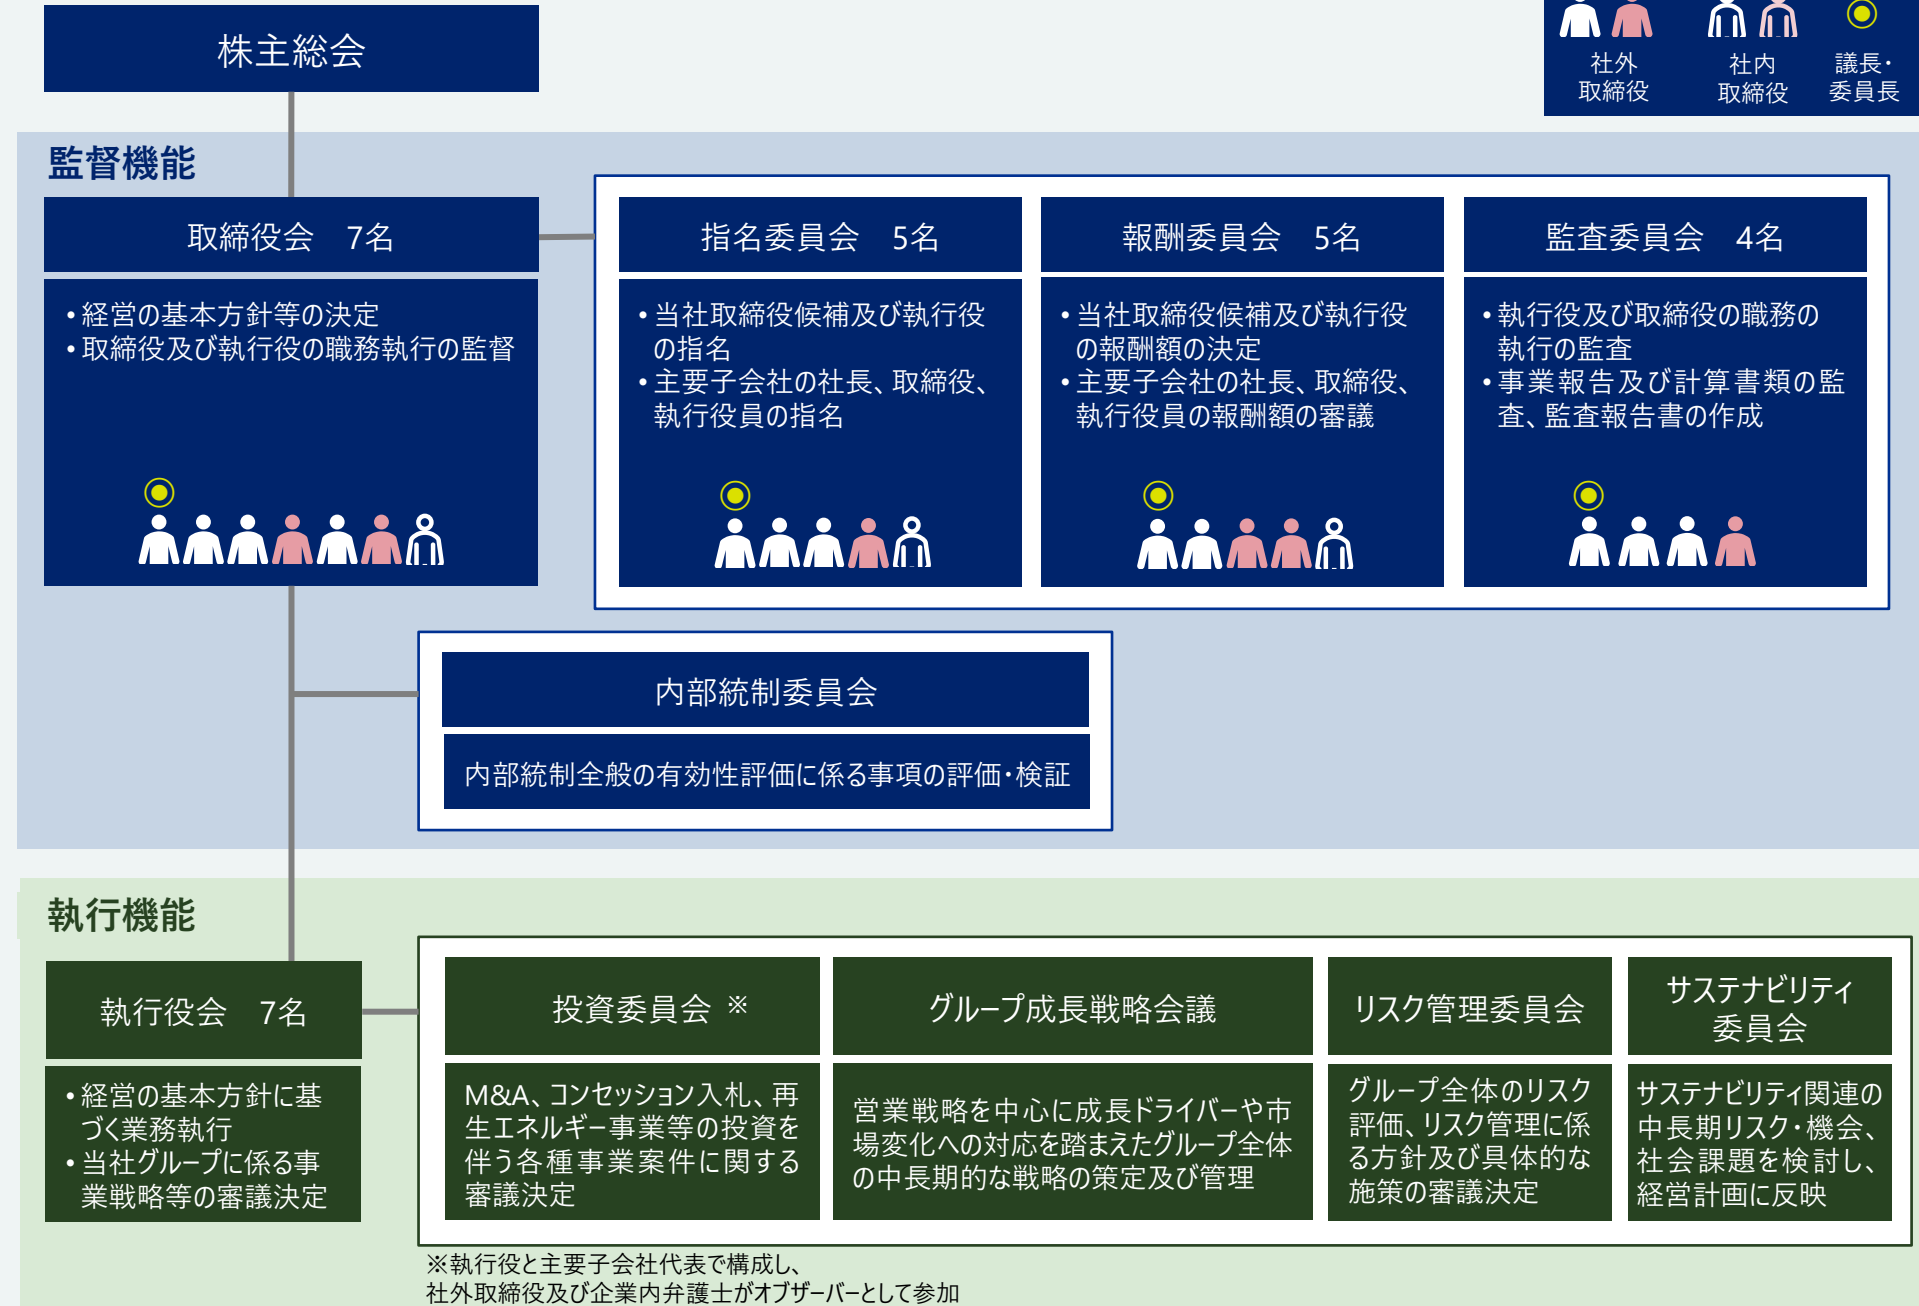 株主総会
社外
取締役
社内
取締役
議長・
委員長
監督機能
取締役会　7名
・経営の基本方針等の決定
・取締役及び執行役の職務執行の監督
指名委員会　5名
・当社取締役候補及び執行役
の指名
・主要子会社の社長、取締役、
執行役員の指名
報酬委員会　5名
・当社取締役候補及び執行役
の報酬額の決定
・主要子会社の社長、取締役、
執行役員の報酬額の審議
監査委員会　4名
・執行役及び取締役の職務の
執行の監査
・事業報告及び計算書類の監
査、監査報告書の作成
内部統制委員会
内部統制全般の有効性評価に係る事項の評価・検証
執行機能
執行役会　7名
・経営の基本方針に基
づく業務執行
・当社グループに係る事
業戦略等の審議決定
投資委員会 ※
M&A、コンセッション入札、再
生エネルギー事業等の投資を
伴う各種事業案件に関する
審議決定
グループ成長戦略会議
営業戦略を中心に成長ドライバーや市
場変化への対応を踏まえたグループ全体
の中長期的な戦略の策定及び管理
リスク管理委員会
グループ全体のリスク
評価、リスク管理に係
る方針及び具体的な
施策の審議決定
サステナビリティ
委員会
サステナビリティ関連の
中長期リスク・機会、
社会課題を検討し、
経営計画に反映
※執行役と主要子会社代表で構成し、
社外取締役及び企業内弁護士がオブザーバーとして参加